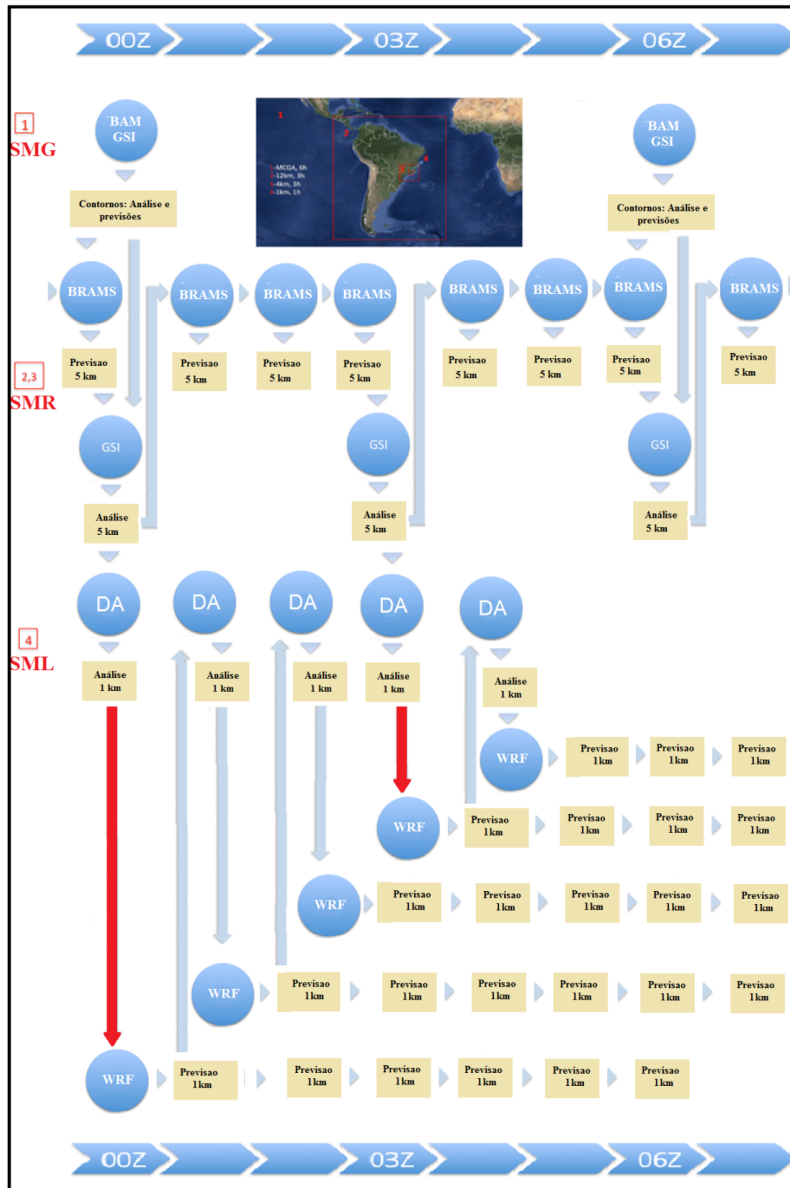 00Z
03Z
06Z
1
SMG
BAM
GSI
BAM
GSI
1
2
3
4
1-MCGA, 6h
2-12km, 3h
3-4km, 3h
4-1km, 1h
Contornos: Análise e
previsões
Contornos: Análise e
previsões
BRAMS
BRAMS
BRAMS
BRAMS
BRAMS
BRAMS
BRAMS
BRAMS
Previsao
5 km
Previsao
5 km
Previsao
5 km
Previsao
5 km
Previsao
5 km
Previsao
5 km
Previsao
5 km
Previsao
5 km
2,3
SMR
GSI
GSI
GSI
Análise
5 km
Análise
5 km
Análise
5 km
DA
DA
DA
DA
DA
4
SML
Análise
1 km
Análise
1 km
Análise
1 km
Análise
1 km
Análise
1 km
WRF
Previsao
1km
Previsao
1km
Previsao
1km
WRF
Previsao
1km
Previsao
1km
Previsao
1km
Previsao
1km
WRF
Previsao
1km
Previsao
1km
Previsao
1km
Previsao
1km
Previsao
1km
WRF
Previsao
1km
Previsao
1km
Previsao
1km
Previsao
1km
Previsao
1km
Previsao
1km
WRF
Previsao
1km
Previsao
1km
Previsao
1km
Previsao
1km
Previsao
1km
Previsao
1km
00Z
03Z
06Z